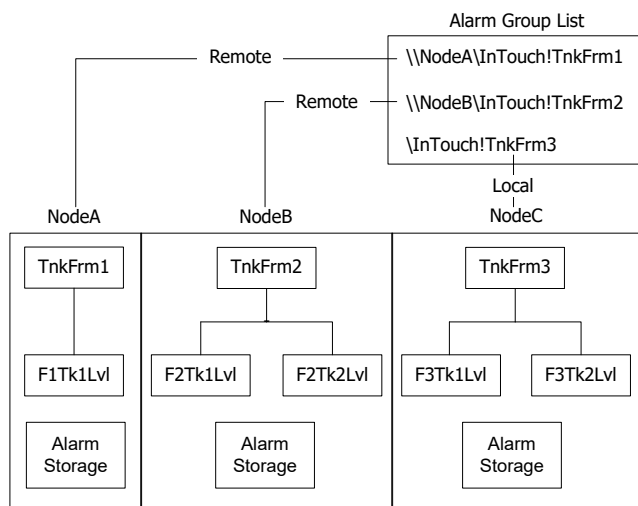 Alarm Group List
\\NodeA\InTouch!TnkFrm1
Remote
\\NodeB\InTouch!TnkFrm2
Remote
\InTouch!TnkFrm3
Local
NodeA
NodeB
NodeC
TnkFrm1
TnkFrm2
TnkFrm3
F1Tk1Lvl
F2Tk1Lvl
F2Tk2Lvl
F3Tk1Lvl
F3Tk2Lvl
Alarm
Storage
Alarm
Storage
Alarm
Storage